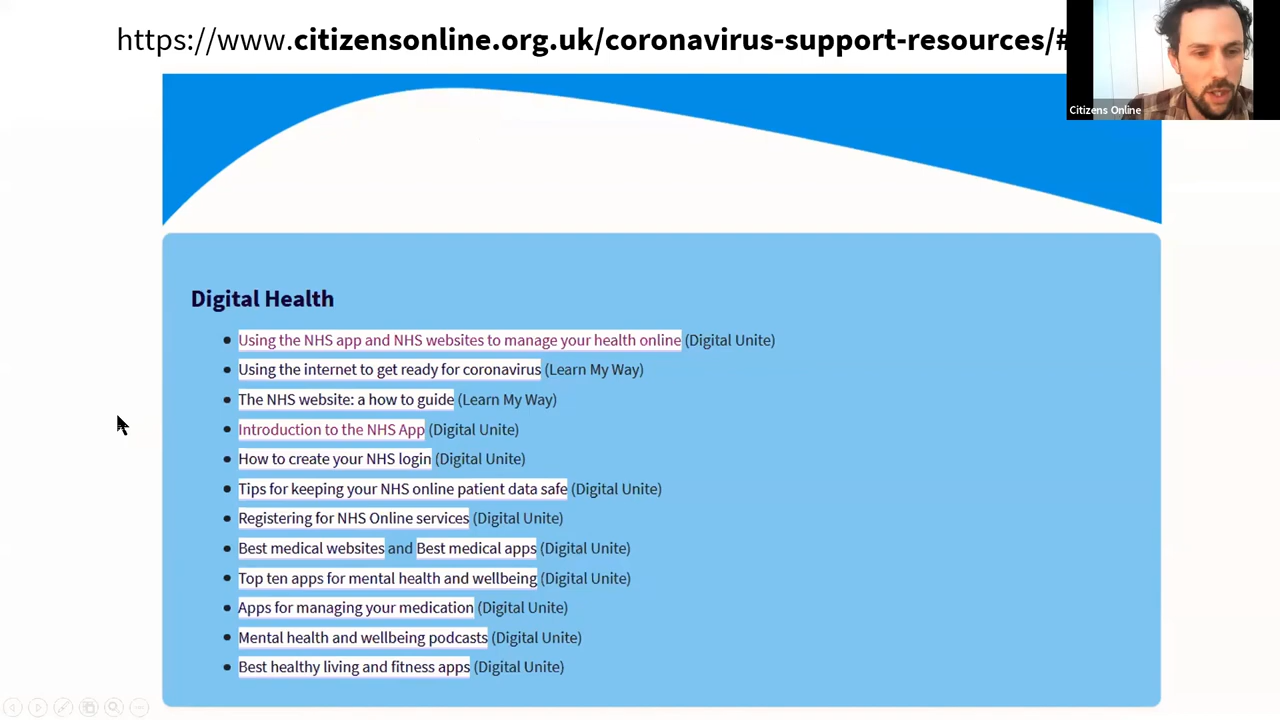 https://www.citizensonline.org.uk/coronavirus-support-resources/#
Citizens Online
Digital Health
• Using the NHS app and NHS websites to manage your health online (Digital Unite)
• Using the internet to get ready for coronavirus (Learn My Way)
• The NHS website: a how to guide (Learn My Way)
• Introduction to the NHS App (Digital Unite)
• How to create your NHS login (Digital Unite)
• Tips for keeping your NHS online patient data safe (Digital Unite)
• Registering for NHS Online services (Digital Unite)
• Best medical websites and Best medical apps (Digital Unite)
• Top ten apps for mental health and wellbeing (Digital Unite)
• Apps for managing your medication (Digital Unite)
• Mental health and wellbeing podcasts (Digital Unite)
• Best healthy living and fitness apps (Digital Unite)